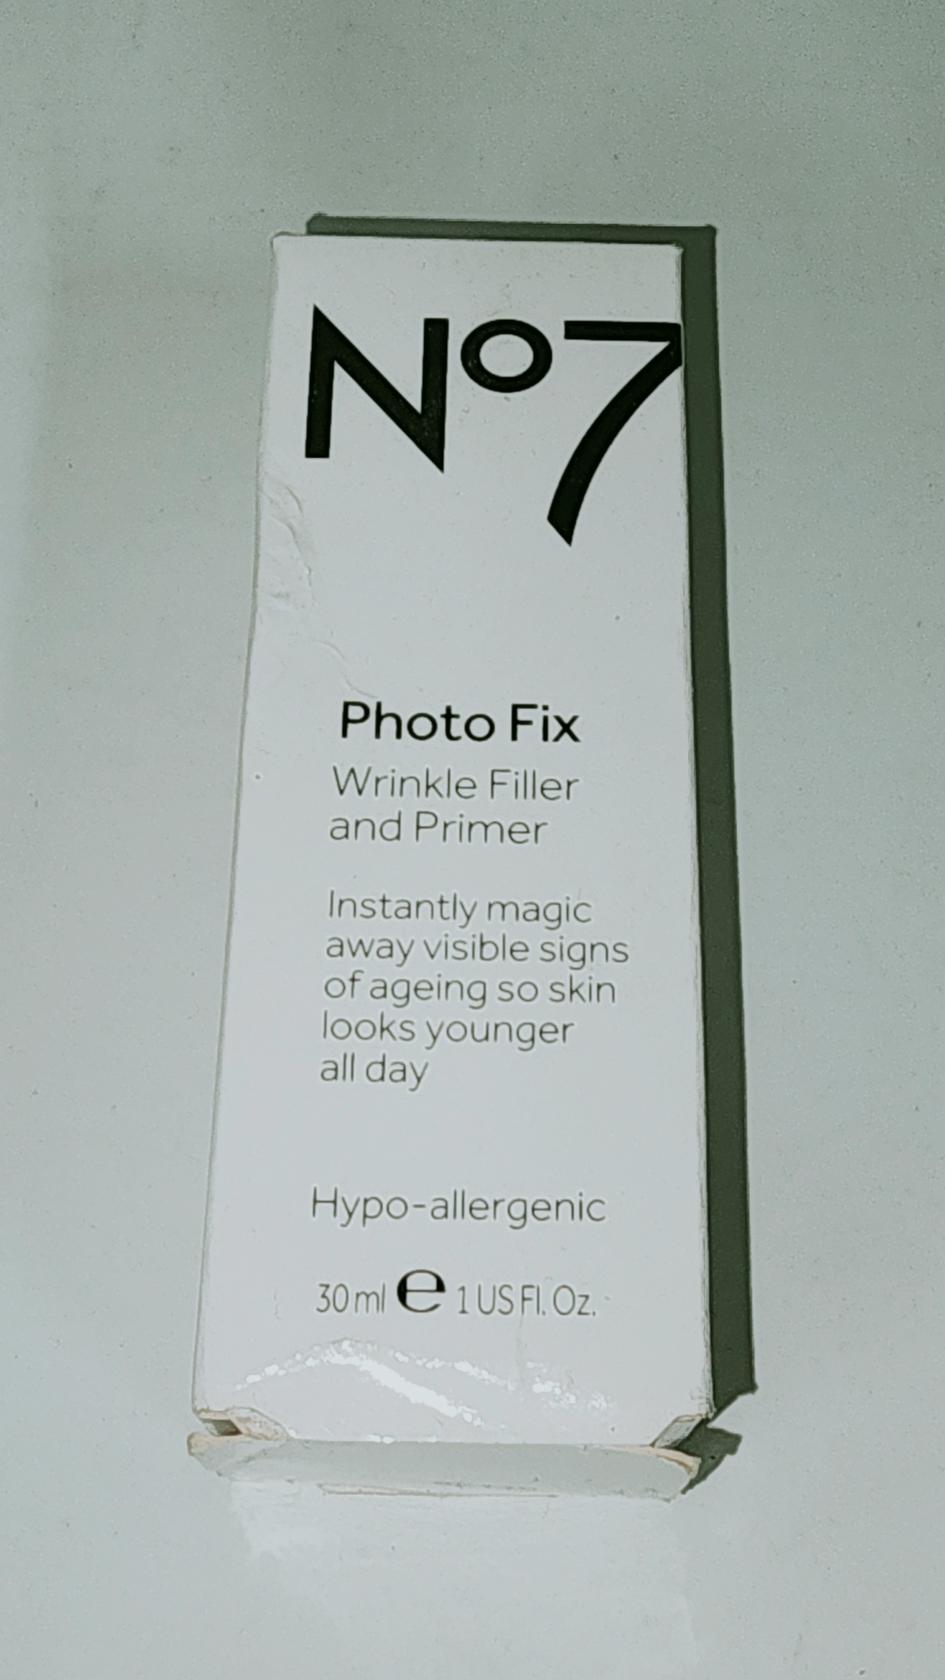 Nº7
Photo Fix
Wrinkle Filler
and Primer
Instantly magic
away visible signs
of ageing so skin
looks younger
all day
Hypo-allergenic
30ml e 1 US Fl. Oz.